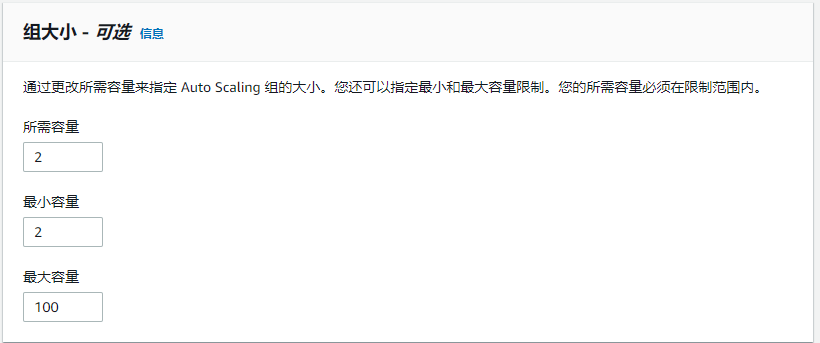 组大小 - 可选 信息
通过更改所需容量来指定 Auto Scaling 组的大小。您还可以指定最小和最大容量限制。您的所需容量必须在限制范围内。
所需容量
2
最小容量
2
最大容量
100